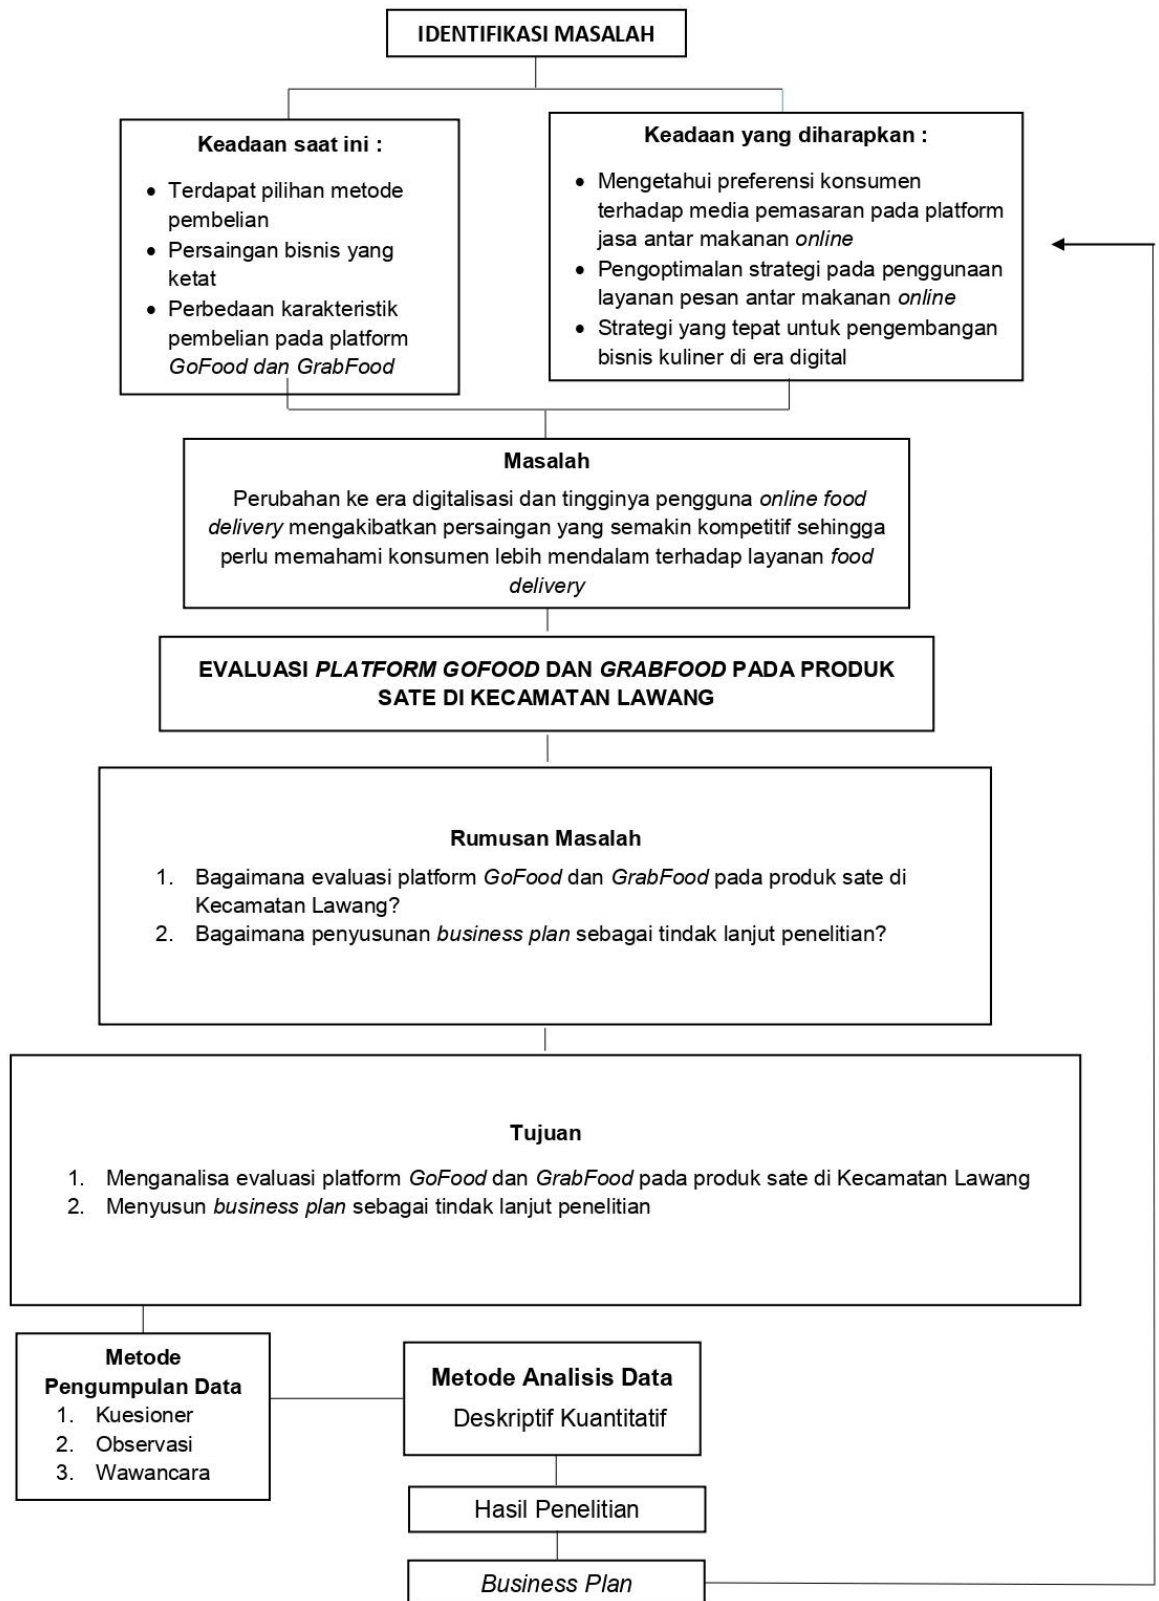 IDENTIFIKASI MASALAH
Keadaan saat ini :
• Terdapat pilihan metode
pembelian
• Persaingan bisnis yang
ketat
• Perbedaan karakteristik
pembelian pada platform
GoFood dan GrabFood
Keadaan yang diharapkan :
• Mengetahui preferensi konsumen
terhadap media pemasaran pada platform
jasa antar makanan online
• Pengoptimalan strategi pada penggunaan
layanan pesan antar makanan online
• Strategi yang tepat untuk pengembangan
bisnis kuliner di era digital
Masalah
Perubahan ke era digitalisasi dan tingginya pengguna online food
delivery mengakibatkan persaingan yang semakin kompetitif sehingga
perlu memahami konsumen lebih mendalam terhadap layanan food
delivery
EVALUASI PLATFORM GOFOOD DAN GRABFOOD PADA PRODUK
SATE DI KECAMATAN LAWANG
Rumusan Masalah
1. Bagaimana evaluasi platform GoFood dan GrabFood pada produk sate di
Kecamatan Lawang?
2. Bagaimana penyusunan business plan sebagai tindak lanjut penelitian?
Tujuan
1. Menganalisa evaluasi platform GoFood dan GrabFood pada produk sate di Kecamatan Lawang
2. Menyusun business plan sebagai tindak lanjut penelitian
Metode
Pengumpulan Data
1. Kuesioner
2. Observasi
3. Wawancara
Metode Analisis Data
Deskriptif Kuantitatif
Hasil Penelitian
Business Plan